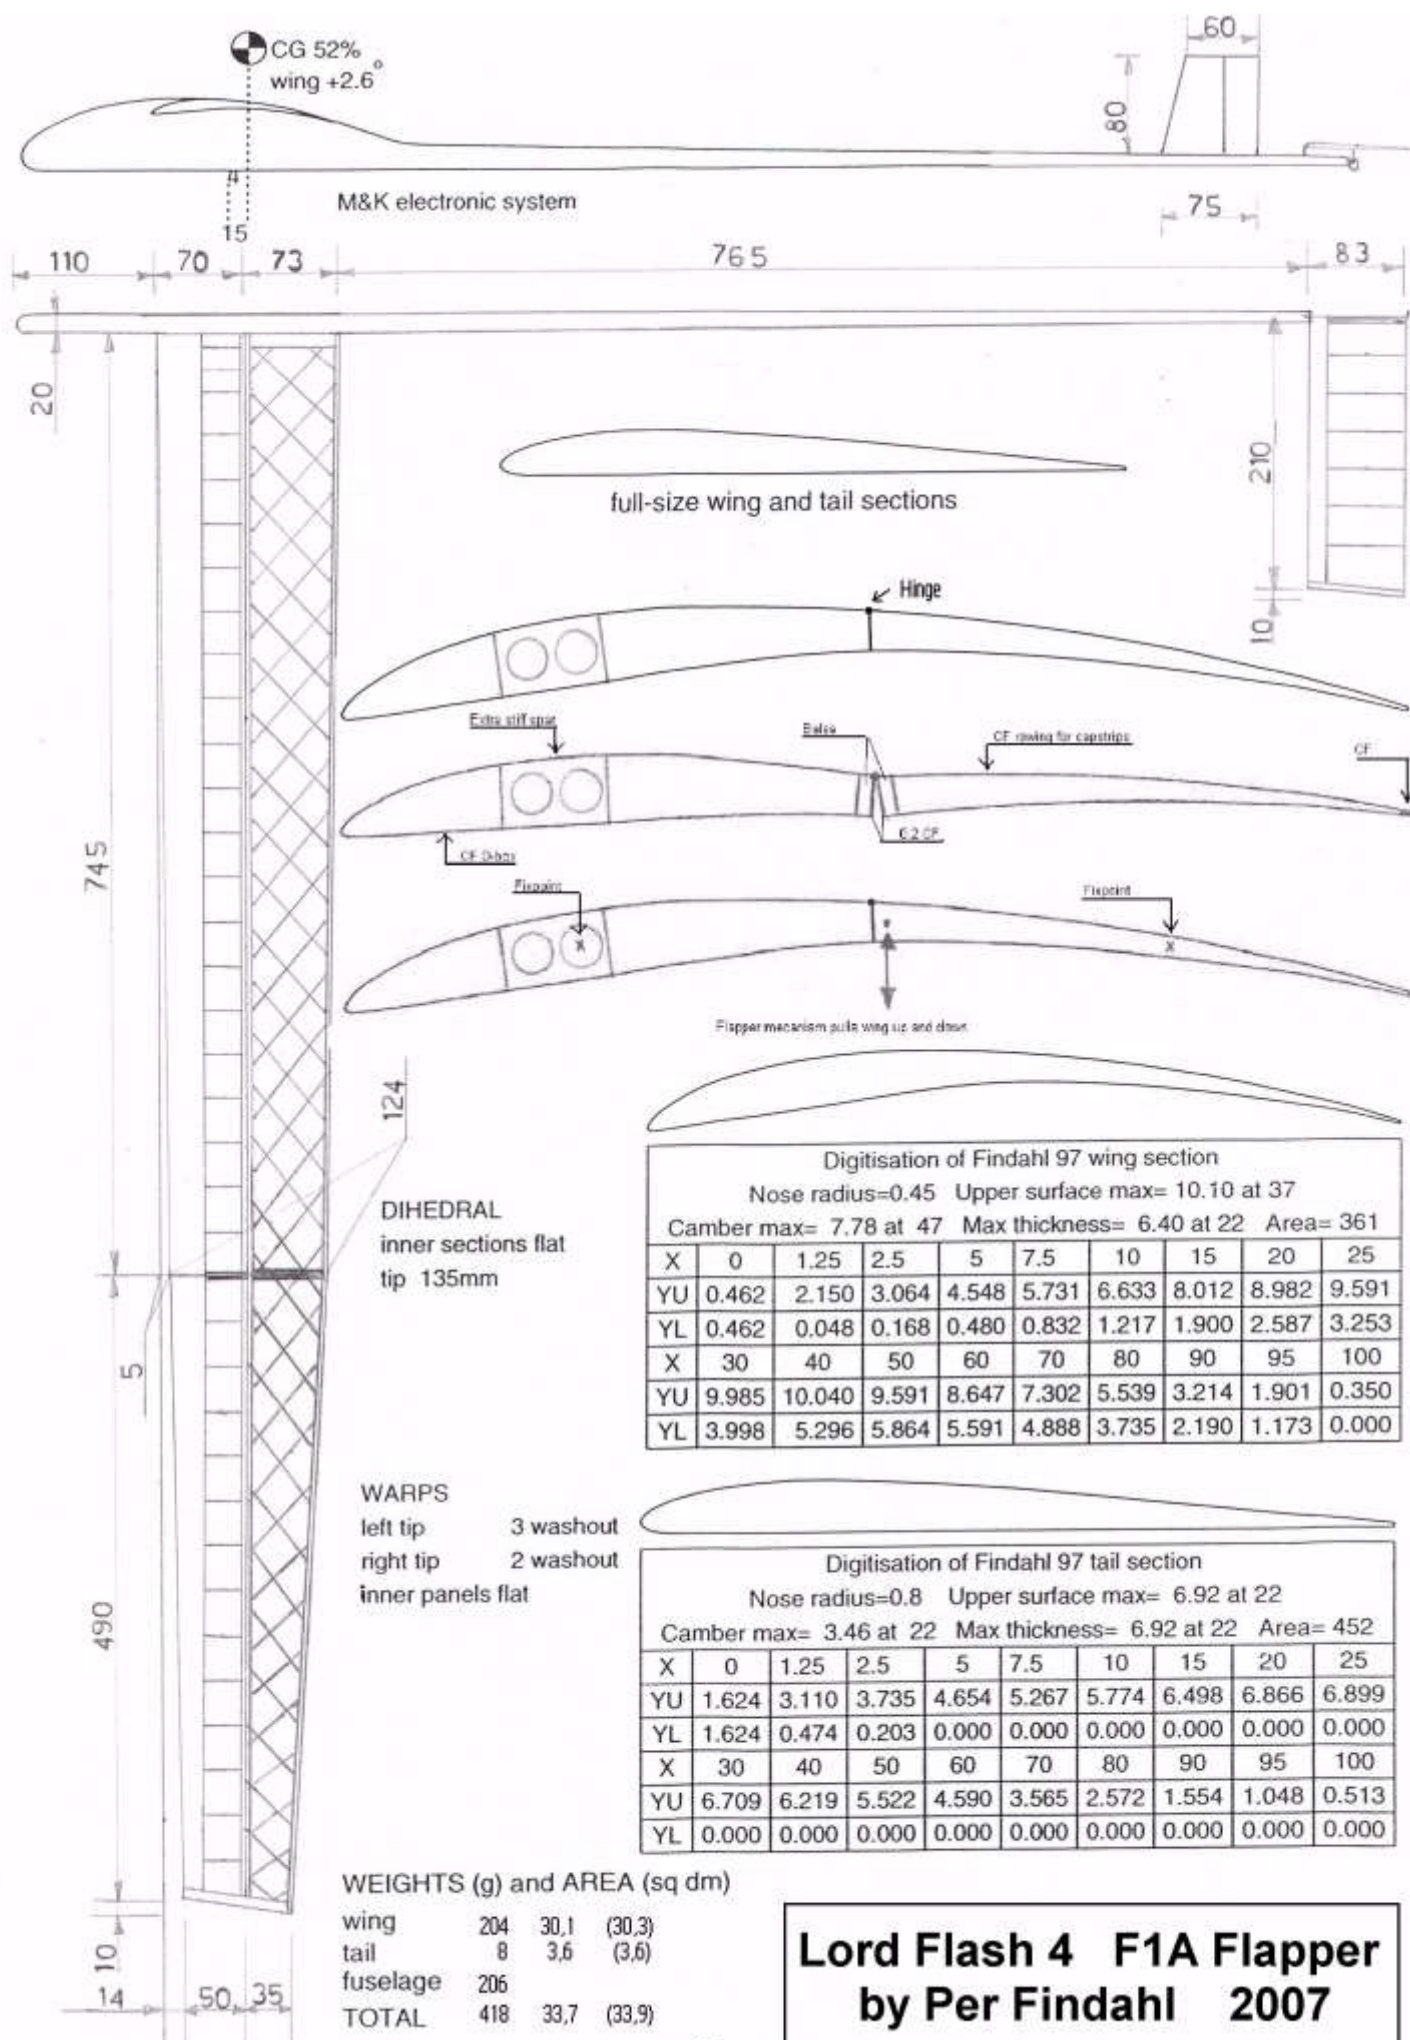 CG 52%
wing +2.6°
60
80
4
M&K electronic system
75
15
110 70 73 765 83
20
210
full-size wing and tail sections
Hinge
10
Extra stiff spar
Balsa
CF rowing for capstrips
CF
745
CF D-box
Fixpoint
Fixpoint
X
X
Flapper mecanism pulls wing up and down
124
Digitisation of Findahl 97 wing section
Nose radius=0.45 Upper surface max= 10.10 at 37
Camber max= 7.78 at 47 Max thickness= 6.40 at 22 Area= 361
X 0 1.25 2.5 5 7.5 10 15 20 25
YU 0.462 2.150 3.064 4.548 5.731 6.633 8.012 8.982 9.591
YL 0.462 0.048 0.168 0.480 0.832 1.217 1.900 2.587 3.253
X 30 40 50 60 70 80 90 95 100
YU 9.985 10.040 9.591 8.647 7.302 5.539 3.214 1.901 0.350
YL 3.998 5.296 5.864 5.591 4.888 3.735 2.190 1.173 0.000
DIHEDRAL
inner sections flat
tip 135mm
5
WARPS
left tip 3 washout
right tip 2 washout
inner panels flat
490
Digitisation of Findahl 97 tail section
Nose radius=0.8 Upper surface max= 6.92 at 22
Camber max= 3.46 at 22 Max thickness= 6.92 at 22 Area= 452
X 0 1.25 2.5 5 7.5 10 15 20 25
YU 1.624 3.110 3.735 4.654 5.267 5.774 6.498 6.866 6.899
YL 1.624 0.474 0.203 0.000 0.000 0.000 0.000 0.000 0.000
X 30 40 50 60 70 80 90 95 100
YU 6.709 6.219 5.522 4.590 3.565 2.572 1.554 1.048 0.513
YL 0.000 0.000 0.000 0.000 0.000 0.000 0.000 0.000 0.000
WEIGHTS (g) and AREA (sq dm)
wing 204 30,1 (30,3)
tail 8 3,6 (3,6)
fuselage 206
TOTAL 418 33,7 (33,9)
10
14 50 35
Lord Flash 4 F1A Flapper
by Per Findahl 2007